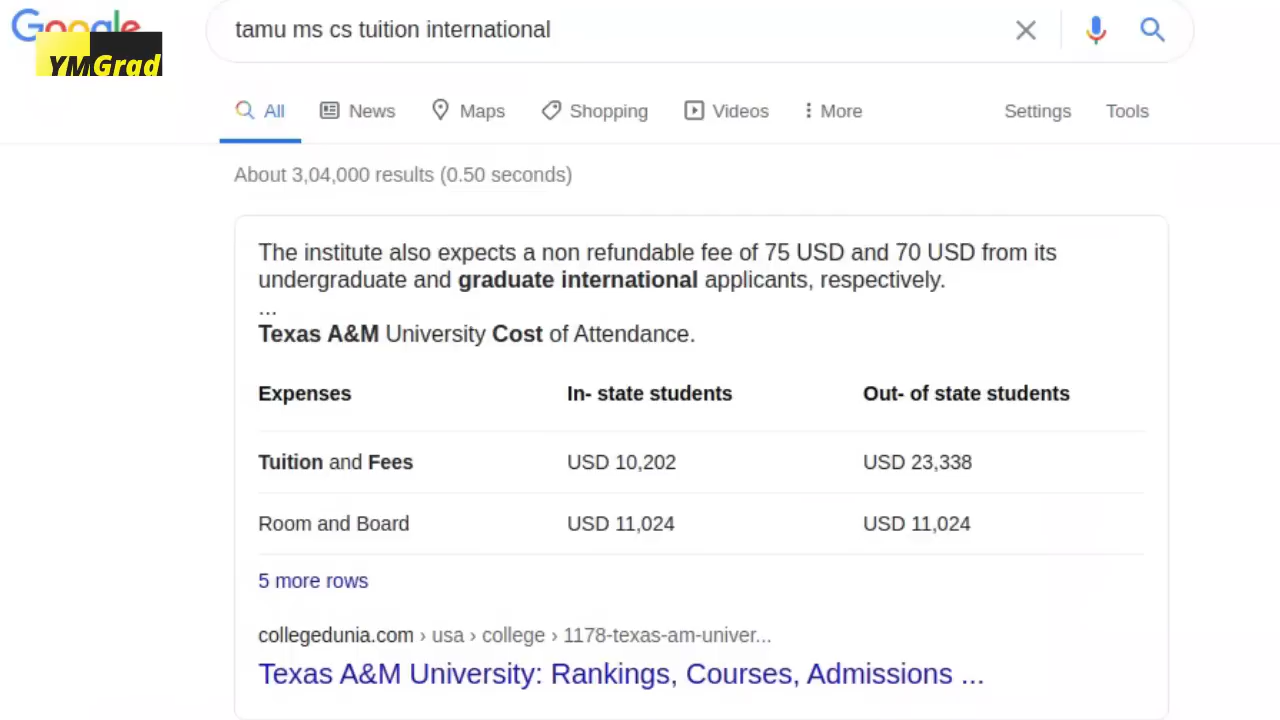 Google
YMGrad
tamu ms cs tuition international
All News Maps Shopping Videos More Settings Tools
About 3,04,000 results (0.50 seconds)
The institute also expects a non refundable fee of 75 USD and 70 USD from its
undergraduate and graduate international applicants, respectively.
...
Texas A&M University Cost of Attendance.
Expenses In- state students Out- of state students
Tuition and Fees USD 10,202 USD 23,338
Room and Board USD 11,024 USD 11,024
5 more rows
collegedunia.com › usa › college › 1178-texas-am-univer...
Texas A&M University: Rankings, Courses, Admissions ...